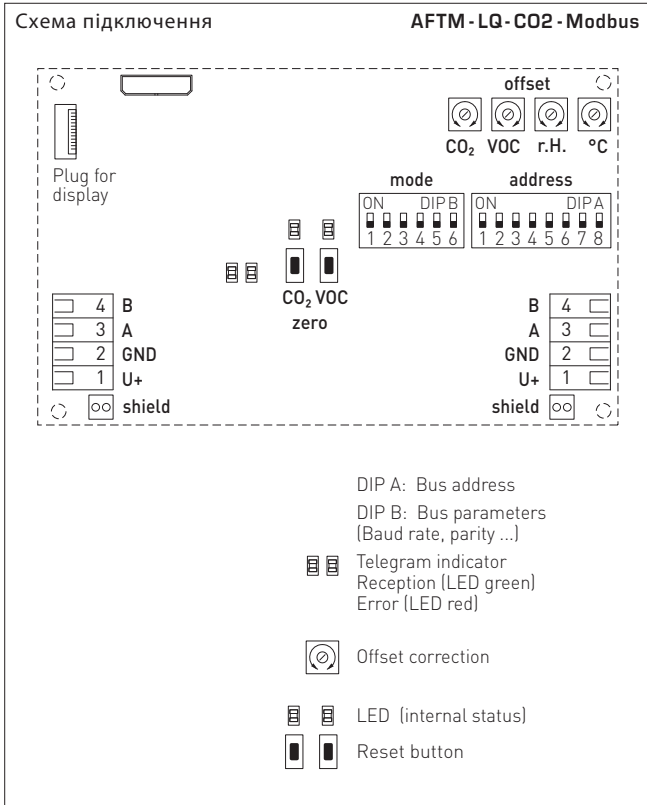 Схема підключення AFTM - LQ - CO2 - Modbus
offset
CO₂ VOC r.H. °C
Plug for
display
mode address
ON DIP B ON DIP A
1 2 3 4 5 6 1 2 3 4 5 6 7 8
CO₂ VOC
zero
4 B B 4
3 A A 3
2 GND GND 2
1 U+ U+ 1
shield shield
DIP A: Bus address
DIP B: Bus parameters
(Baud rate, parity ...)
Telegram indicator
Reception (LED green)
Error (LED red)
Offset correction
LED (internal status)
Reset button